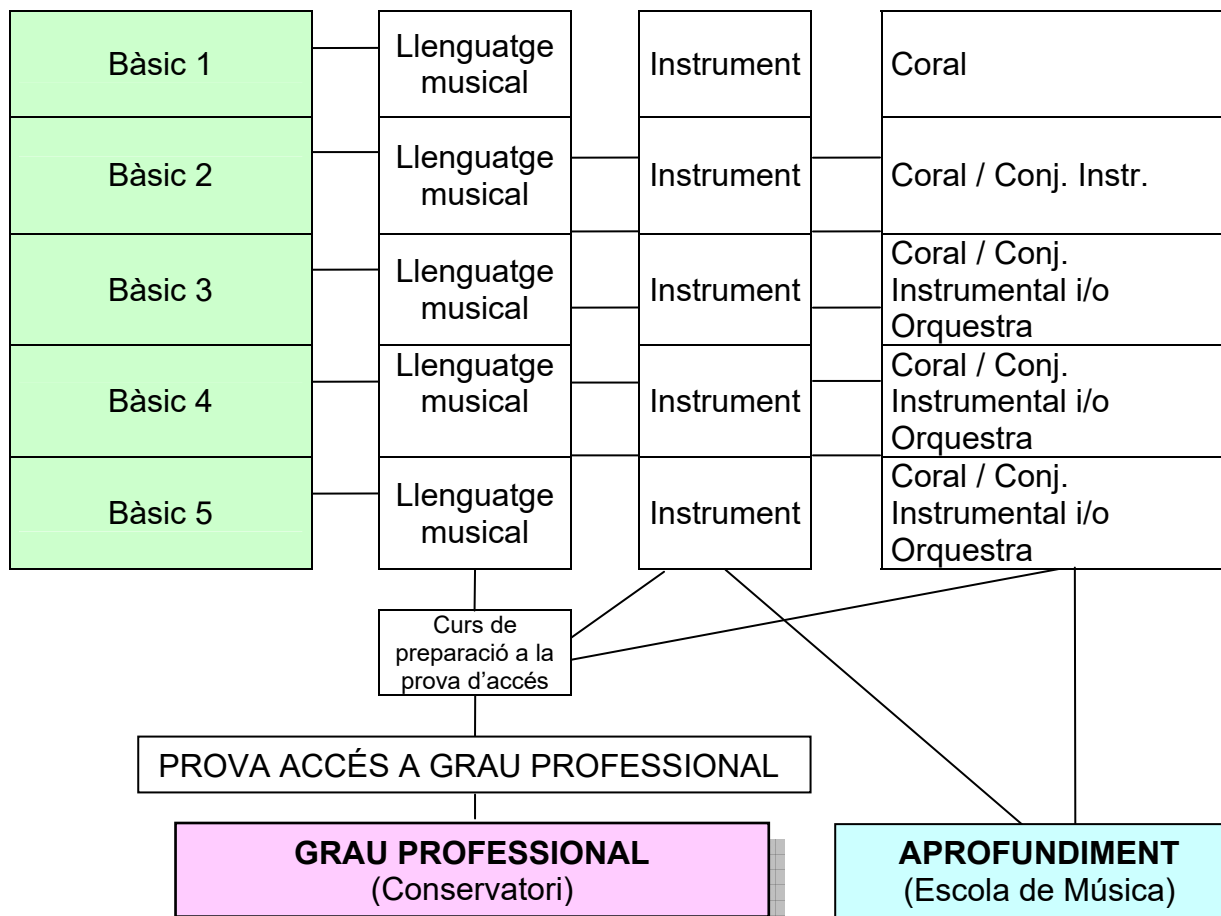 Bàsic 1
Llenguatge
musical
Instrument
Coral
Bàsic 2
Llenguatge
musical
Instrument
Coral / Conj. Instr.
Bàsic 3
Llenguatge
musical
Instrument
Coral / Conj.
Instrumental i/o
Orquestra
Bàsic 4
Llenguatge
musical
Instrument
Coral / Conj.
Instrumental i/o
Orquestra
Bàsic 5
Llenguatge
musical
Instrument
Coral / Conj.
Instrumental i/o
Orquestra
Curs de
preparació a la
prova d’accés
PROVA ACCÉS A GRAU PROFESSIONAL
GRAU PROFESSIONAL
(Conservatori)
APROFUNDIMENT
(Escola de Música)